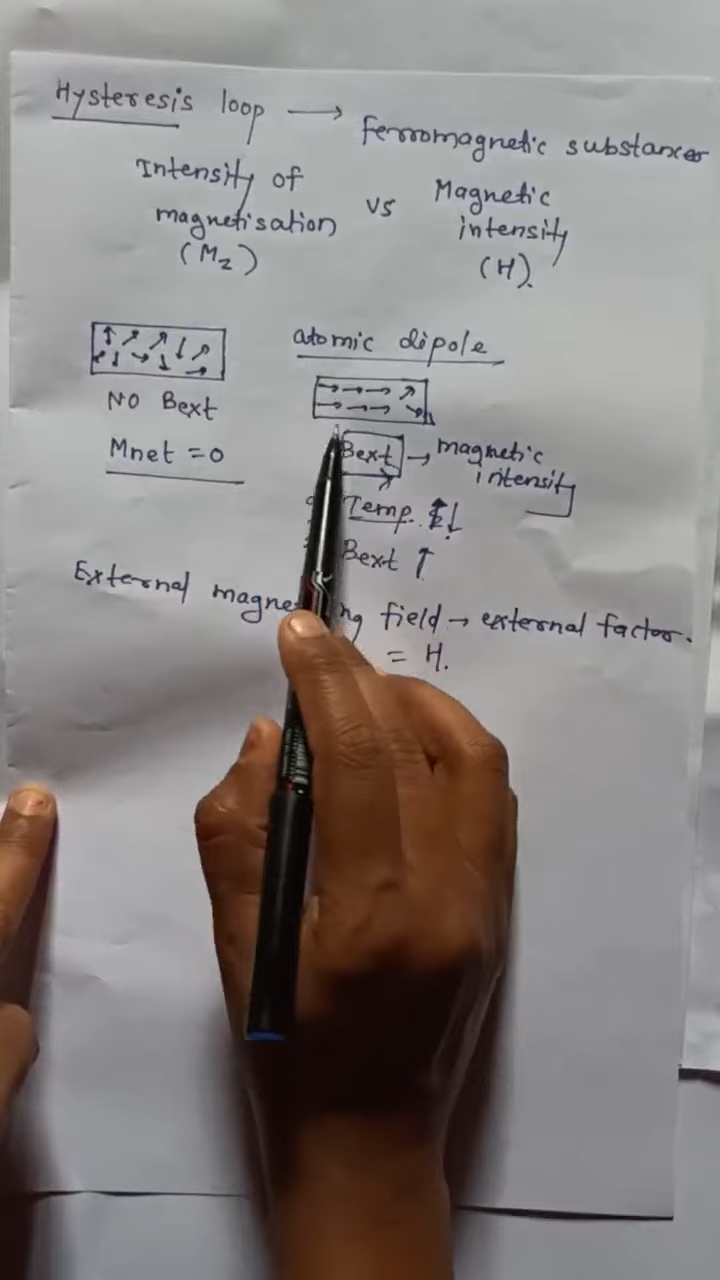 Hysteresis loop → ferromagnetic substances
Intensity of magnetisation (Mz) vs Magnetic intensity (H).
atomic dipole
NO Bext
Mnet = 0
Bext → magnetic intensity
Temp. ↓
Bext ↑
External field → external factor.
= H.